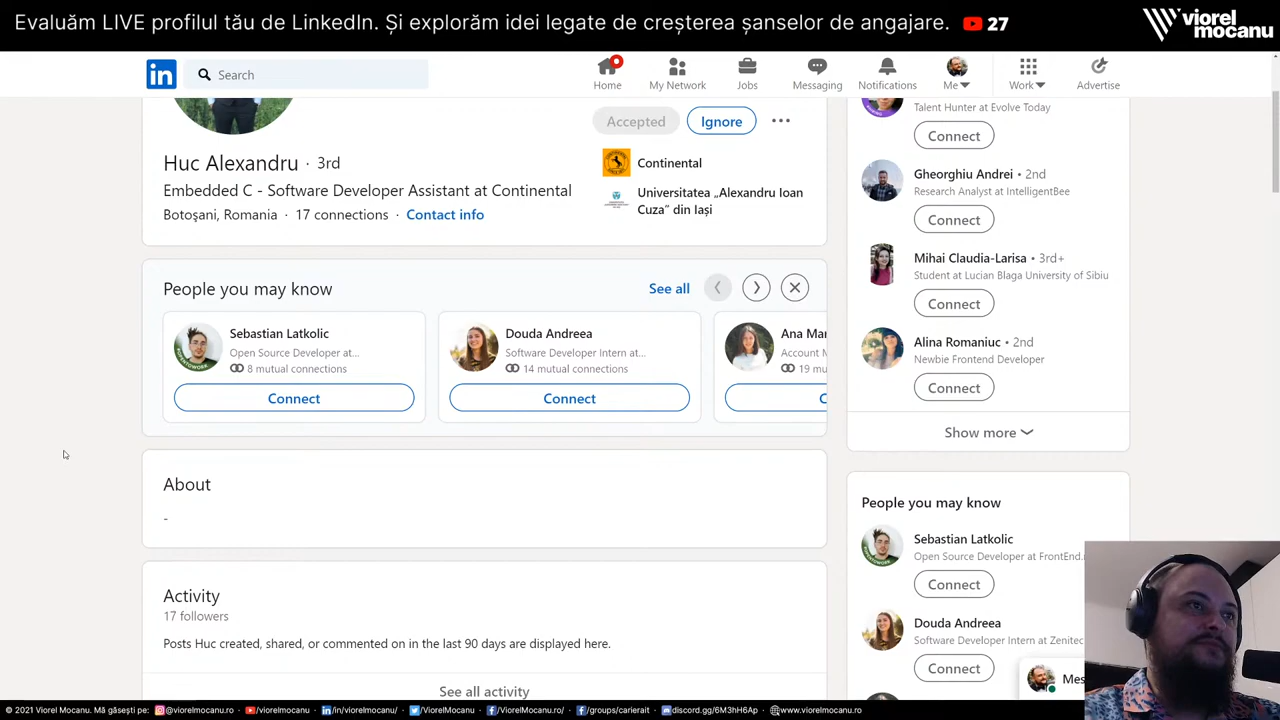 Evaluăm LIVE profilul tău de LinkedIn. Și explorăm idei legate de creșterea șanselor de angajare. 27
viorel
mocanu
in
Search
Home
My Network
Jobs
Messaging
Notifications
Me
Work
Advertise
Accepted
Ignore
Huc Alexandru · 3rd
Embedded C - Software Developer Assistant at Continental
Botoşani, Romania · 17 connections · Contact info
Continental
Universitatea „Alexandru Ioan
Cuza” din Iași
People you may know
See all
Sebastian Latkolic
Open Source Developer at...
8 mutual connections
Connect
Douda Andreea
Software Developer Intern at...
14 mutual connections
Connect
Ana Mar
Account M
19 mu
C
About
-
Activity
17 followers
Posts Huc created, shared, or commented on in the last 90 days are displayed here.
See all activity
Talent Hunter at Evolve Today
Connect
Gheorghiu Andrei • 2nd
Research Analyst at IntelligentBee
Connect
Mihai Claudia-Larisa • 3rd+
Student at Lucian Blaga University of Sibiu
Connect
Alina Romaniuc • 2nd
Newbie Frontend Developer
Connect
Show more
People you may know
Sebastian Latkolic
Open Source Developer at FrontEnd.
Connect
Douda Andreea
Software Developer Intern at Zenitec
Connect
Mes
© 2021 Viorel Mocanu. Mă găsești pe: @viorelmocanu.ro /viorelmocanu /in/viorelmocanu/ /ViorelMocanu /ViorelMocanu.ro/ /groups/carierait discord.gg/6M3hH6Ap www.viorelmocanu.ro